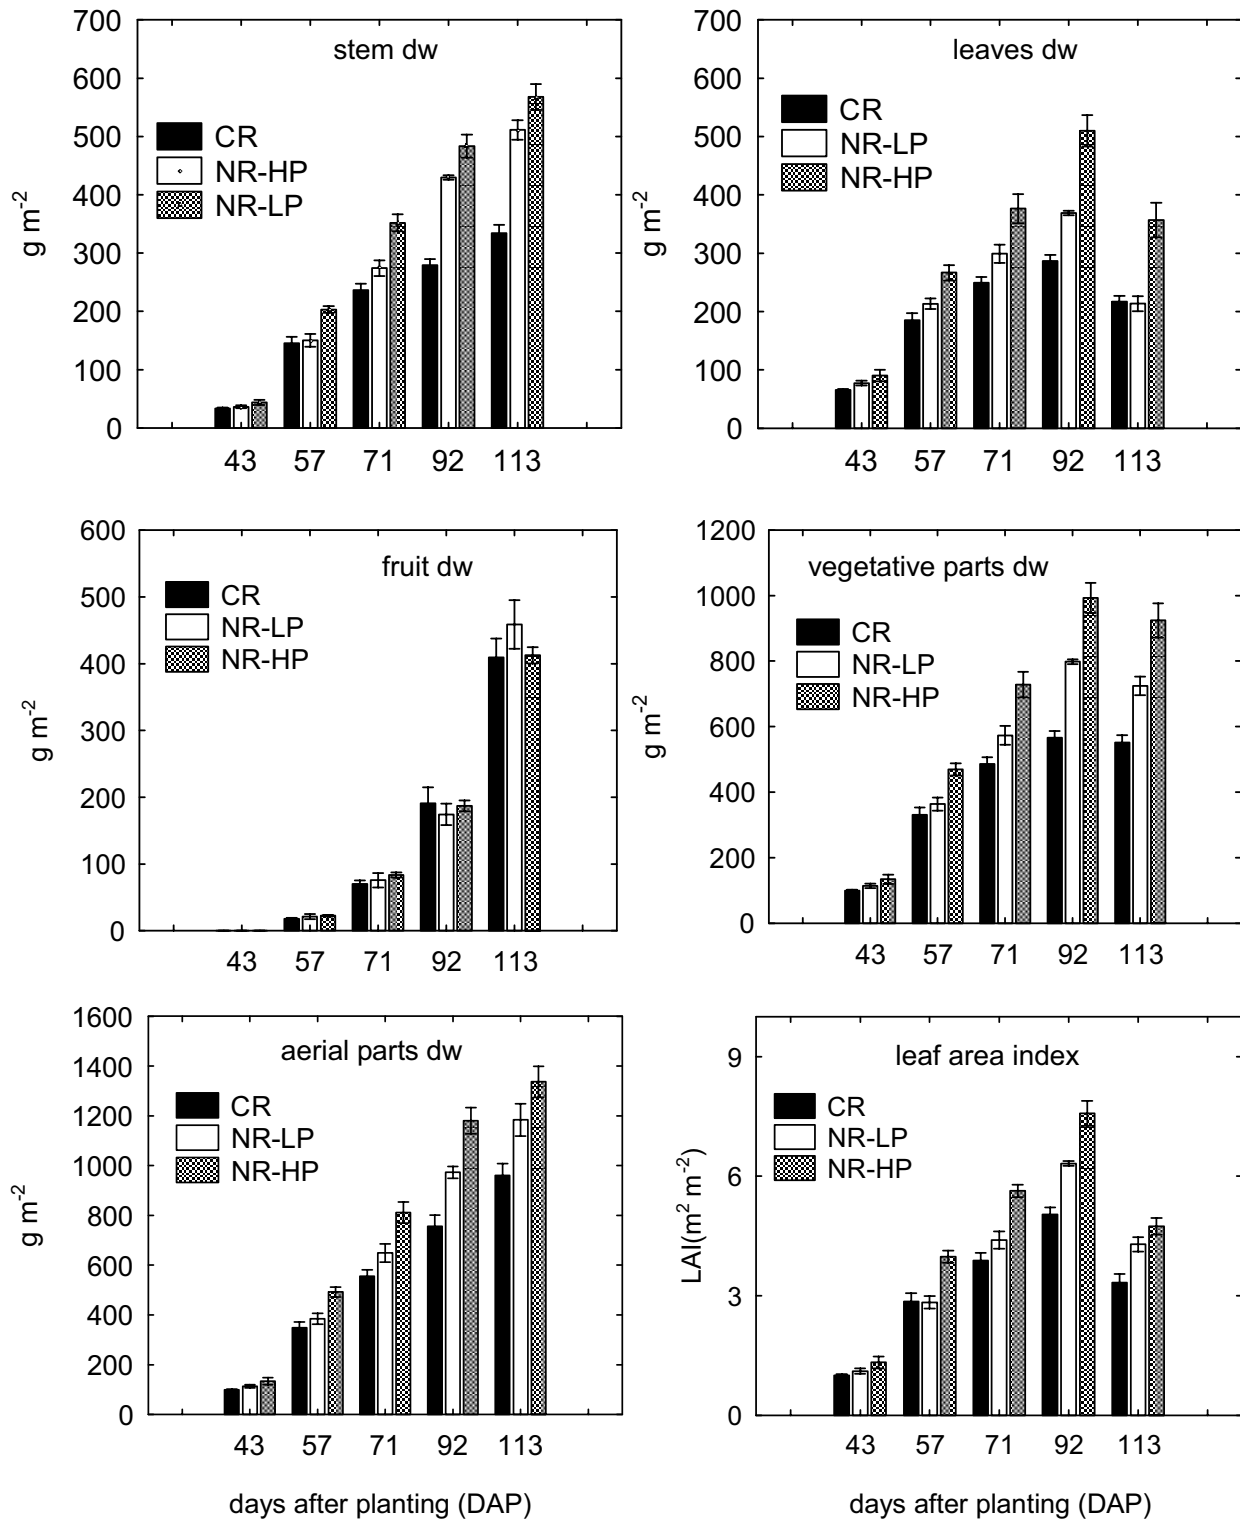 stem dw
CR
NR-HP
NR-LP
700
600
500
400
300
200
100
0
g m-2
43 57 71 92 113
leaves dw
CR
NR-LP
NR-HP
700
600
500
400
300
200
100
0
g m-2
43 57 71 92 113
fruit dw
CR
NR-LP
NR-HP
600
500
400
300
200
100
0
g m-2
43 57 71 92 113
vegetative parts dw
CR
NR-LP
NR-HP
1200
1000
800
600
400
200
0
g m-2
43 57 71 92 113
aerial parts dw
CR
NR-LP
NR-HP
1600
1400
1200
1000
800
600
400
200
0
g m-2
43 57 71 92 113
days after planting (DAP)
leaf area index
CR
NR-LP
NR-HP
9
6
3
0
LAI(m2 m-2)
43 57 71 92 113
days after planting (DAP)